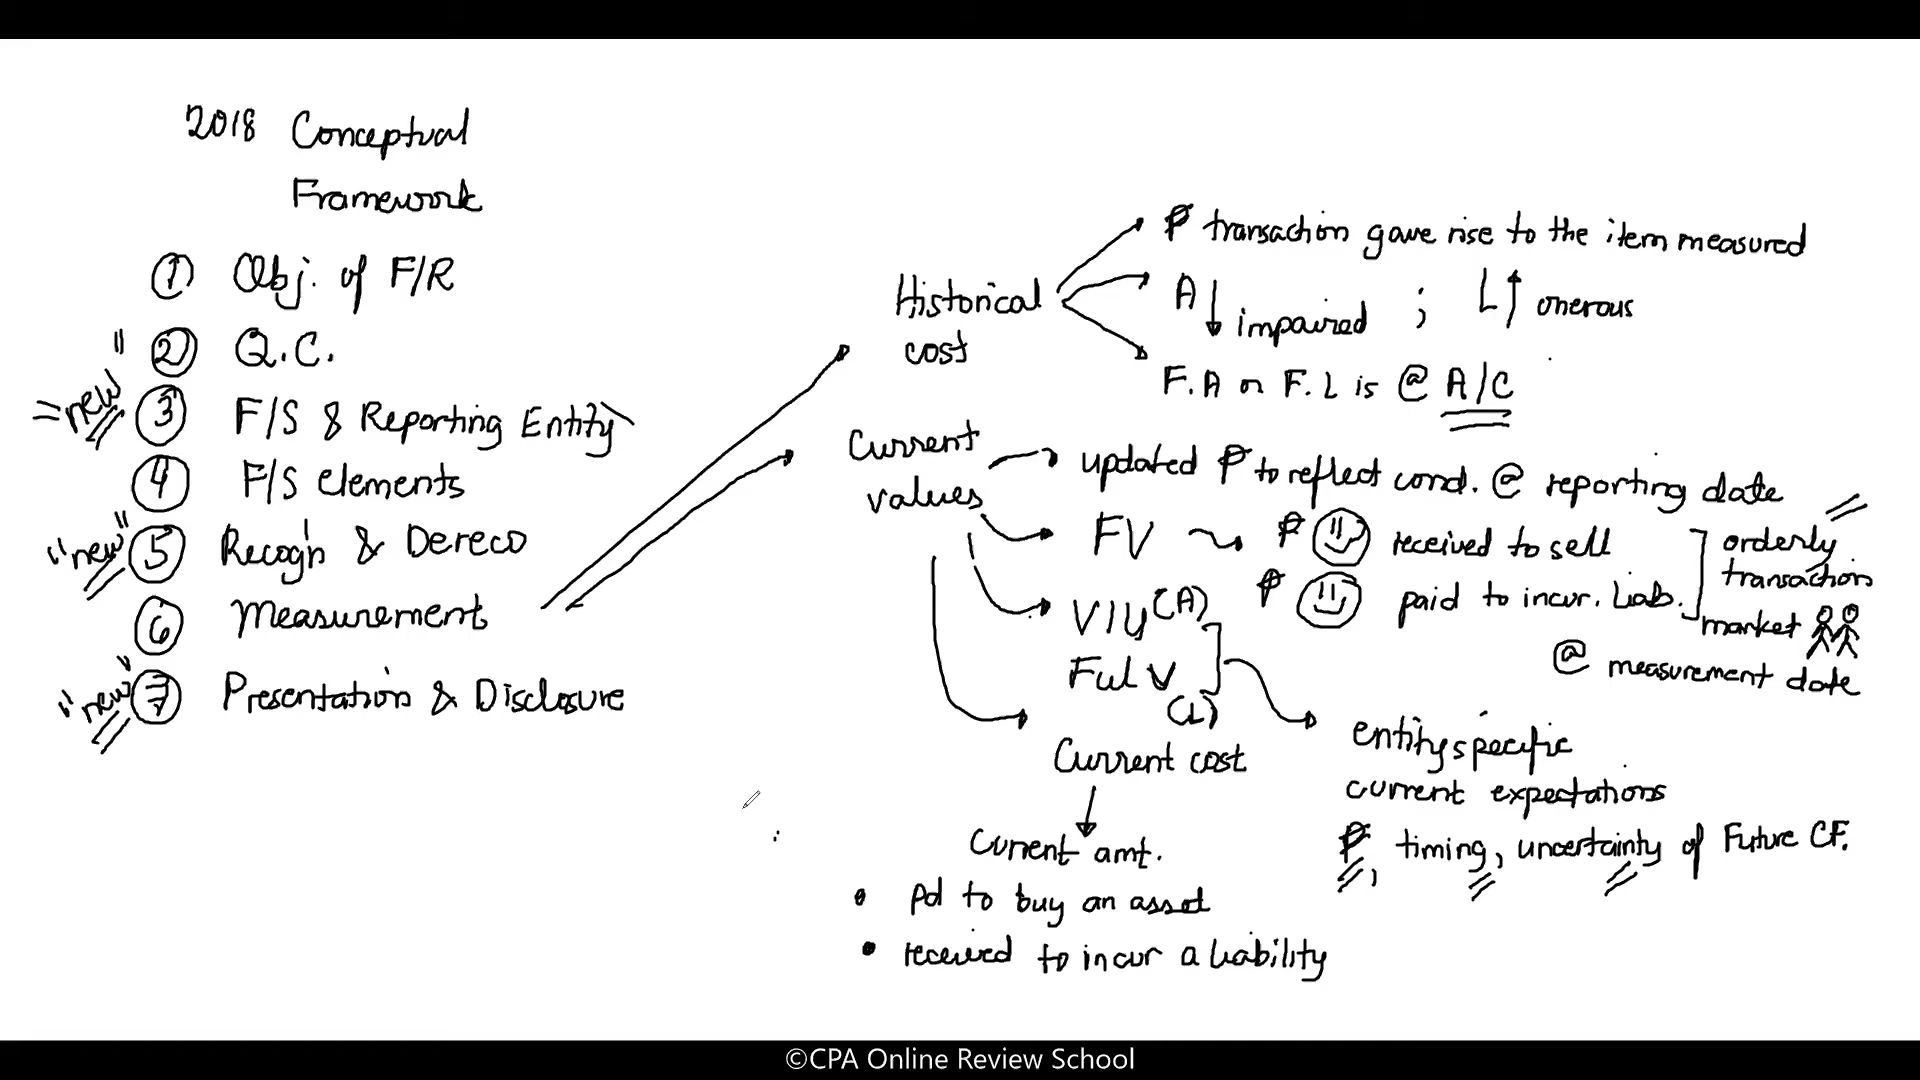 2018 Conceptual
Framework
① Obj. of F/R
" ② Q.C.
= new ③ F/S & Reporting Entity
④ F/S elements
"new" ⑤ Recog'n & Dereco
⑥ Measurement
"new" ⑦ Presentation & Disclosure
Historical
cost
₱ transaction gave rise to the item measured
A ↓ impaired ; L ↑ onerous
F.A or F.L is @ A/C
Current
values
updated ₱ to reflect cond. @ reporting date
FV ₱ received to sell
₱ paid to incur. Liab.
orderly
transaction
market
@ measurement date
VIU (A)
Ful V
(L)
entity specific
current expectations
₱, timing, uncertainty of Future CF.
Current cost
Current amt.
• pd to buy an asset
• received to incur a liability
©CPA Online Review School